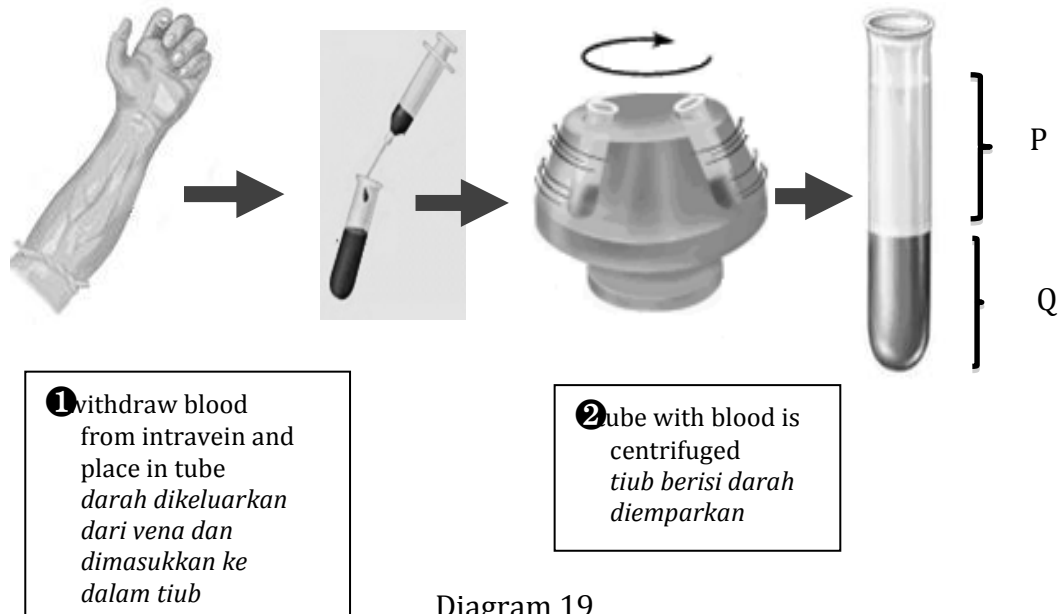 P
Q
❶withdraw blood
from intravein and
place in tube
darah dikeluarkan
dari vena dan
dimasukkan ke
dalam tiub
❷tube with blood is
centrifuged
tiub berisi darah
diemparkan
Diagram 19